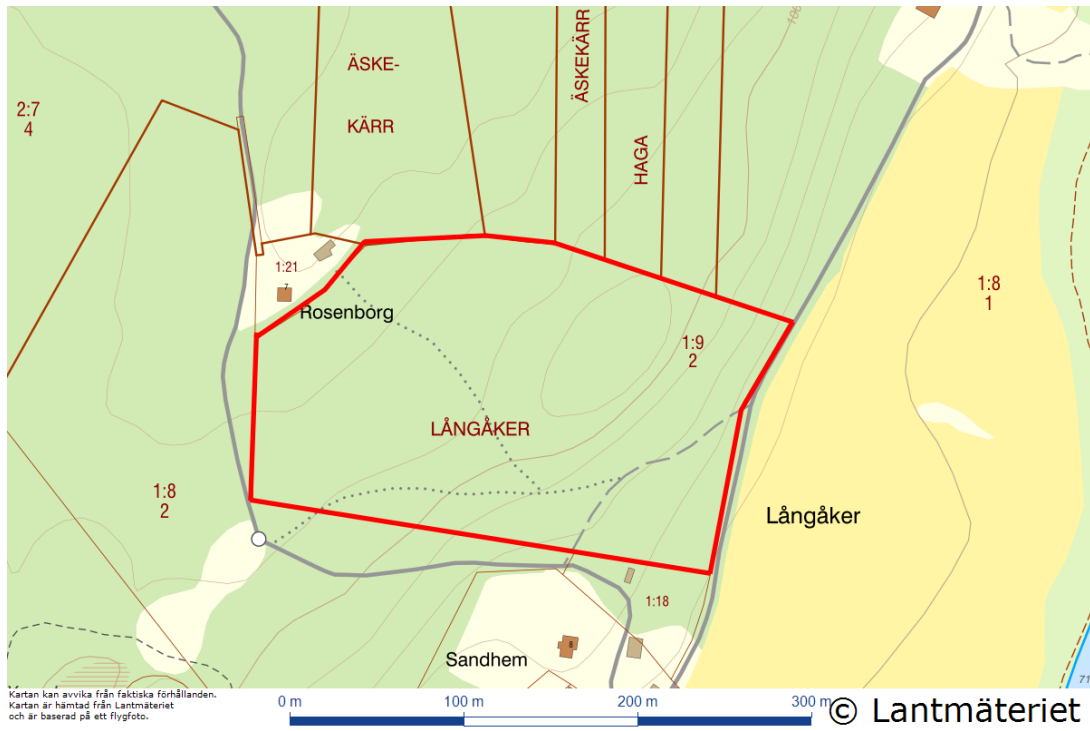 ÄSKE-
KÄRR
ÄSKEKÄRR
HAGA
2:7
4
1:21
7
Rosenborg
1:9
2
1:8
1
LÅNGÅKER
1:8
2
Långåker
1:18
8
Sandhem
Kartan kan avvika från faktiska förhållanden.
Kartan är hämtad från Lantmäteriet
och är baserad på ett flygfoto.
0 m
100 m
200 m
300 m
© Lantmäteriet